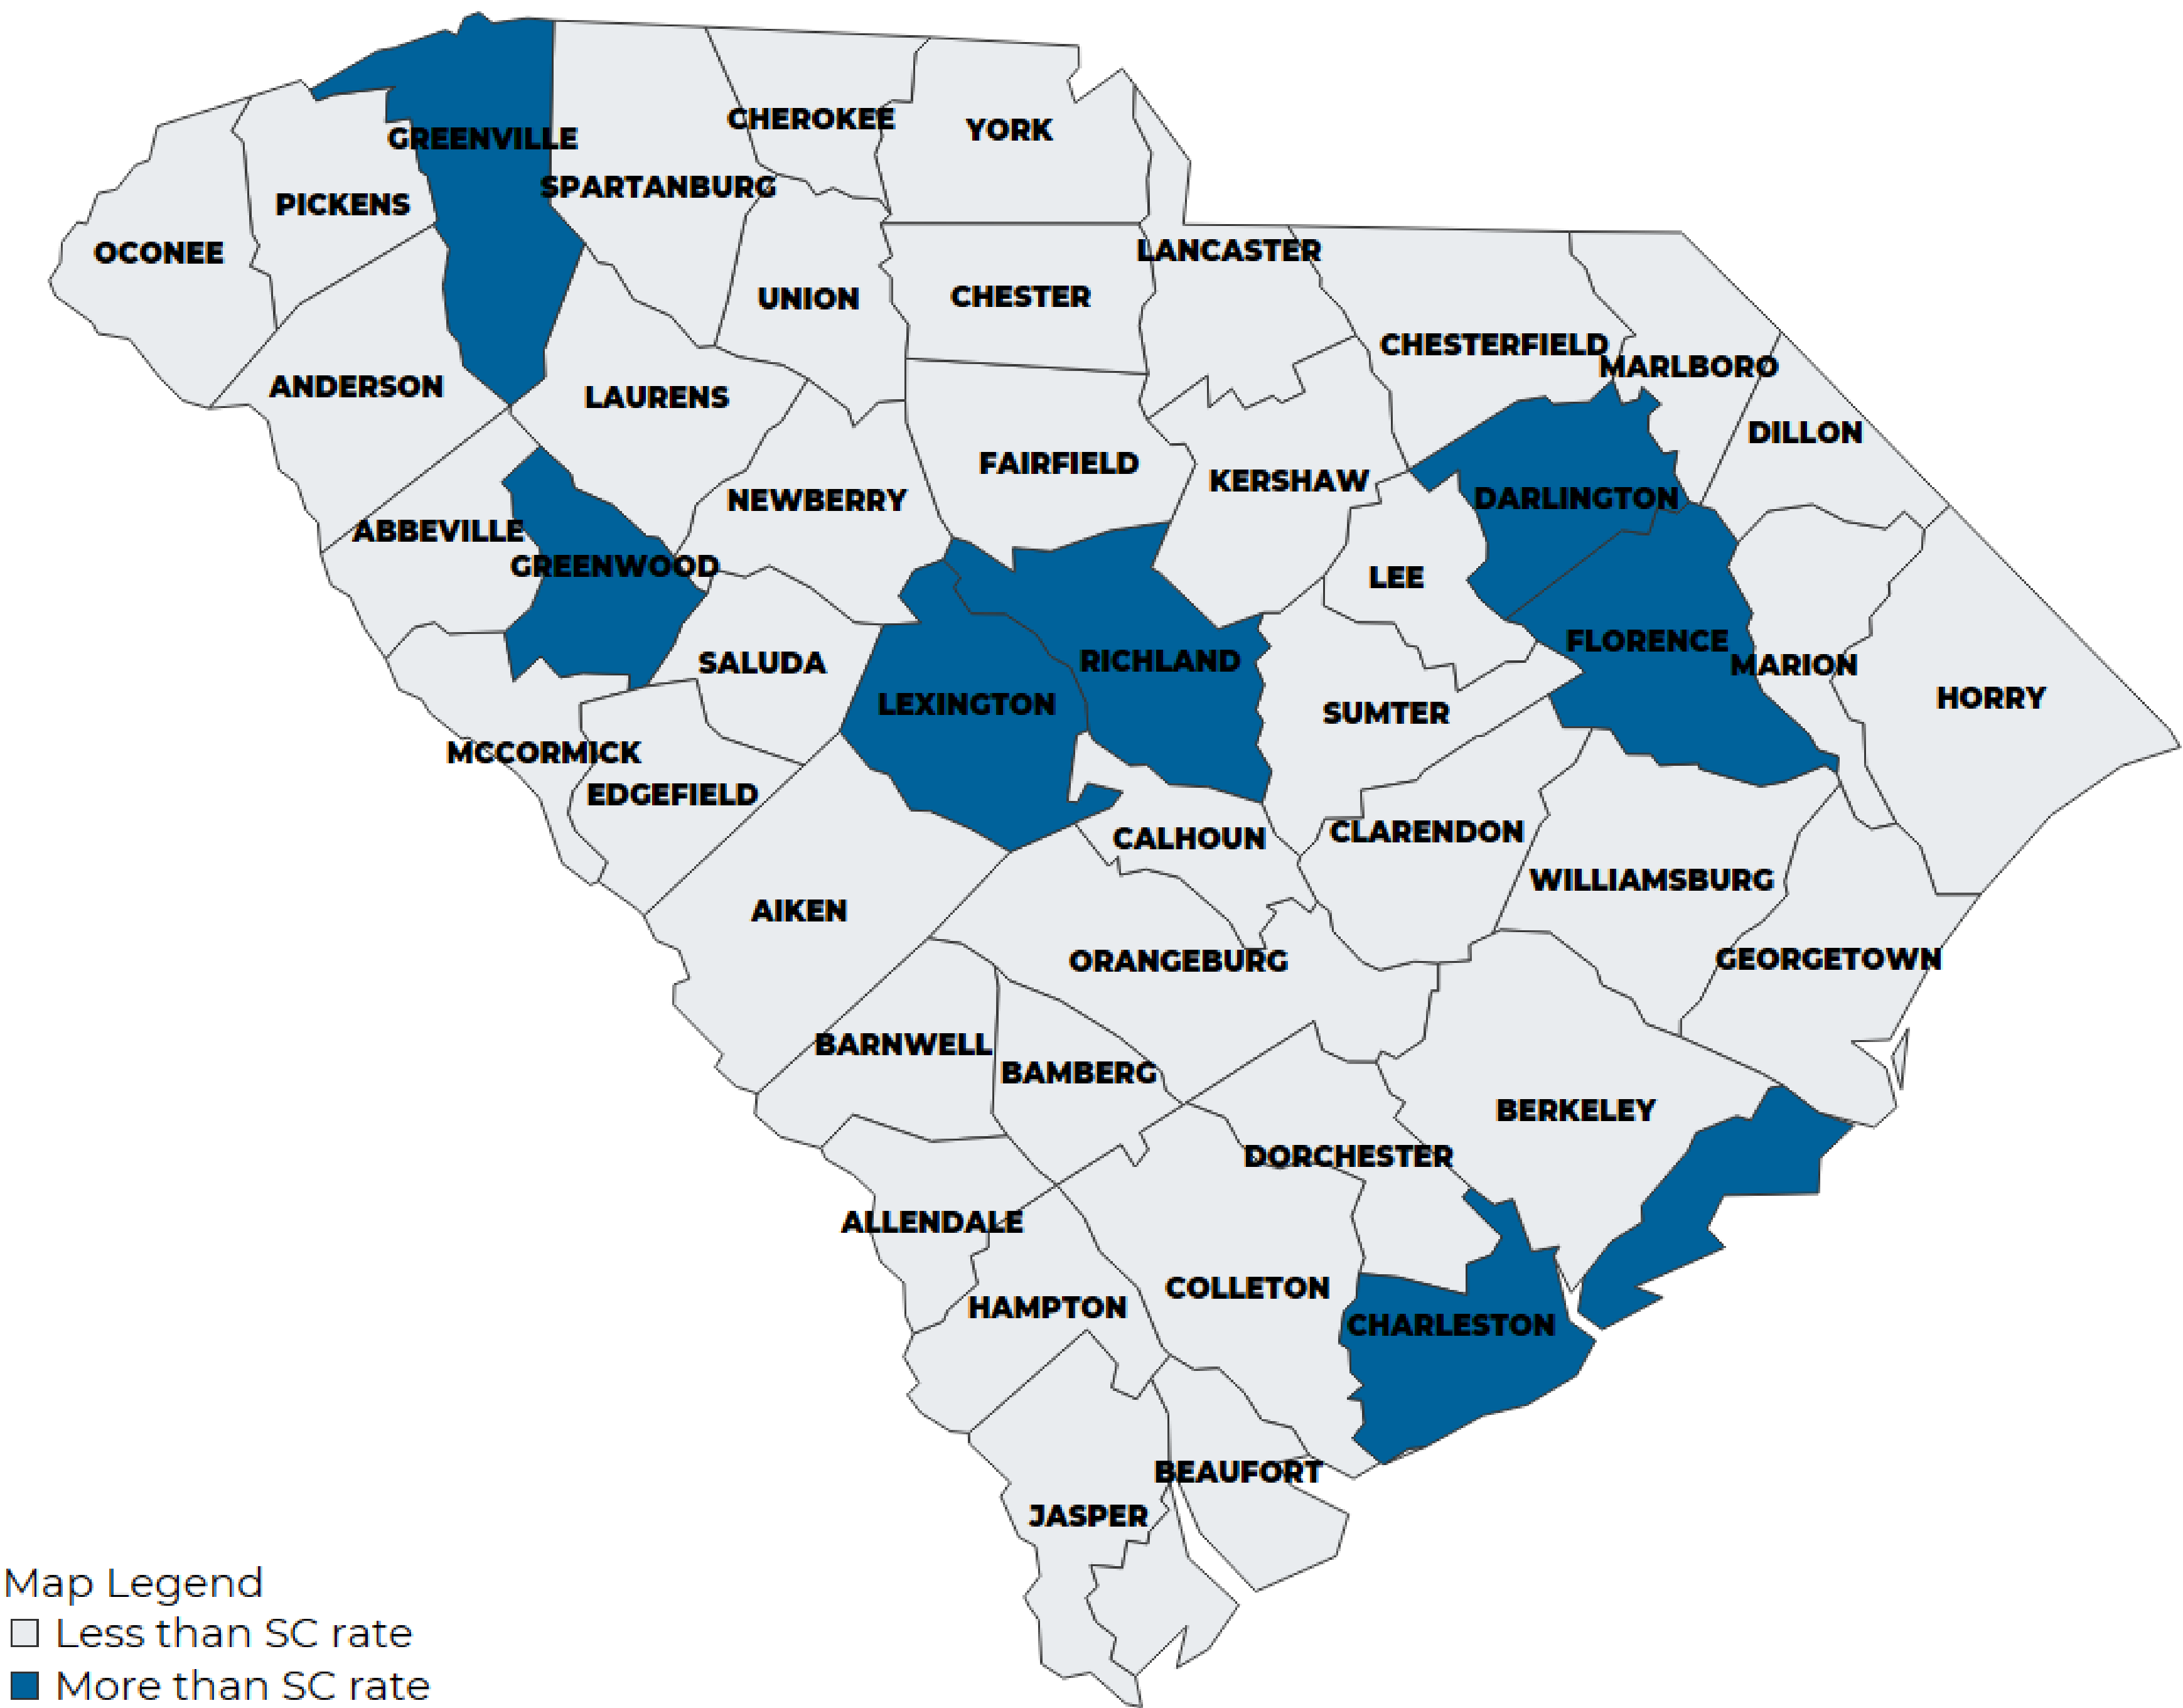 CHEROKEE
YORK
GREENVILLE
SPARTANBURG
PICKENS
OCONEE
LANCASTER
UNION
CHESTER
CHESTERFIELD
MARLBORO
ANDERSON
LAURENS
DILLON
FAIRFIELD
KERSHAW
NEWBERRY
DARLINGTON
ABBEVILLE
GREENWOOD
LEE
FLORENCE
SALUDA
RICHLAND
MARION
LEXINGTON
SUMTER
HORRY
MCCORMICK
EDGEFIELD
CALHOUN
CLARENDON
WILLIAMSBURG
AIKEN
ORANGEBURG
GEORGETOWN
BARNWELL
BAMBERG
BERKELEY
DORCHESTER
ALLENDALE
COLLETON
HAMPTON
CHARLESTON
BEAUFORT
JASPER
Map Legend
Less than SC rate
More than SC rate